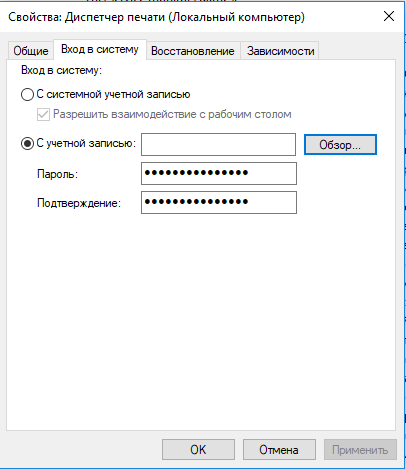 Свойства: Диспетчер печати (Локальный компьютер)
Общие Вход в систему Восстановление Зависимости
Вход в систему:
С системной учетной записью
Разрешить взаимодействие с рабочим столом
С учетной записью: Обзор...
Пароль: •••••••••••••••
Подтверждение: •••••••••••••••
OK Отмена Применить